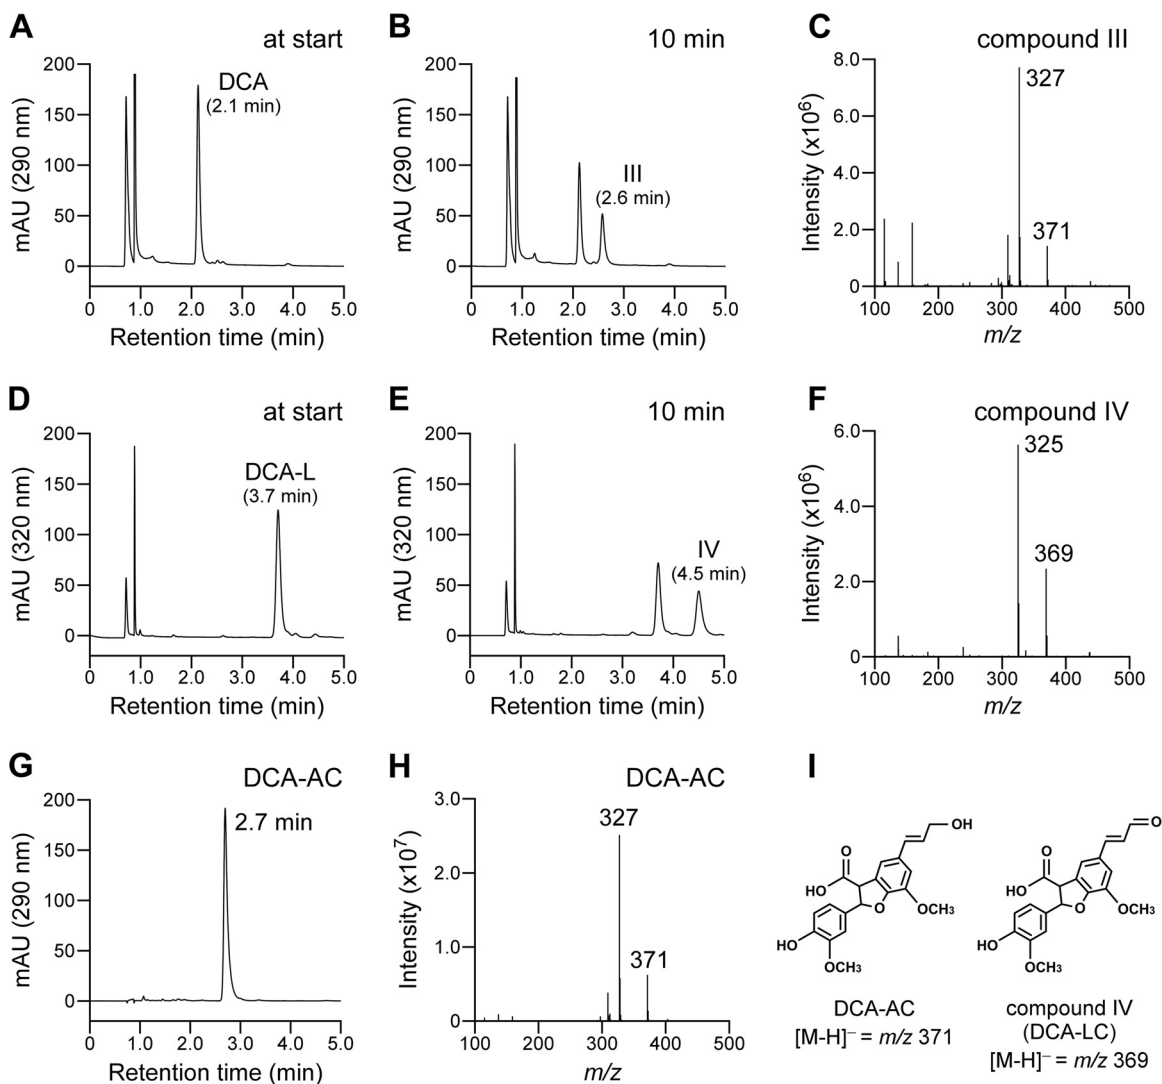 A
at start
DCA
(2.1 min)
mAU (290 nm)
200
150
100
50
0
0 1.0 2.0 3.0 4.0 5.0
Retention time (min)
B
10 min
III
(2.6 min)
mAU (290 nm)
200
150
100
50
0
0 1.0 2.0 3.0 4.0 5.0
Retention time (min)
C
compound III
327
371
Intensity (x10⁶)
8.0
6.0
4.0
2.0
0
100 200 300 400 500
m/z
D
at start
DCA-L
(3.7 min)
mAU (320 nm)
200
150
100
50
0
0 1.0 2.0 3.0 4.0 5.0
Retention time (min)
E
10 min
IV
(4.5 min)
mAU (320 nm)
200
150
100
50
0
0 1.0 2.0 3.0 4.0 5.0
Retention time (min)
F
compound IV
325
369
Intensity (x10⁶)
6.0
4.0
2.0
0
100 200 300 400 500
m/z
G
DCA-AC
2.7 min
mAU (290 nm)
200
150
100
50
0
0 1.0 2.0 3.0 4.0 5.0
Retention time (min)
H
DCA-AC
327
371
Intensity (x10⁷)
3.0
2.0
1.0
0
100 200 300 400 500
m/z
I
OH
O
HO
O
OCH₃
HO
OCH₃
DCA-AC
[M-H]⁻ = m/z 371
O
O
HO
O
OCH₃
HO
OCH₃
compound IV
(DCA-LC)
[M-H]⁻ = m/z 369